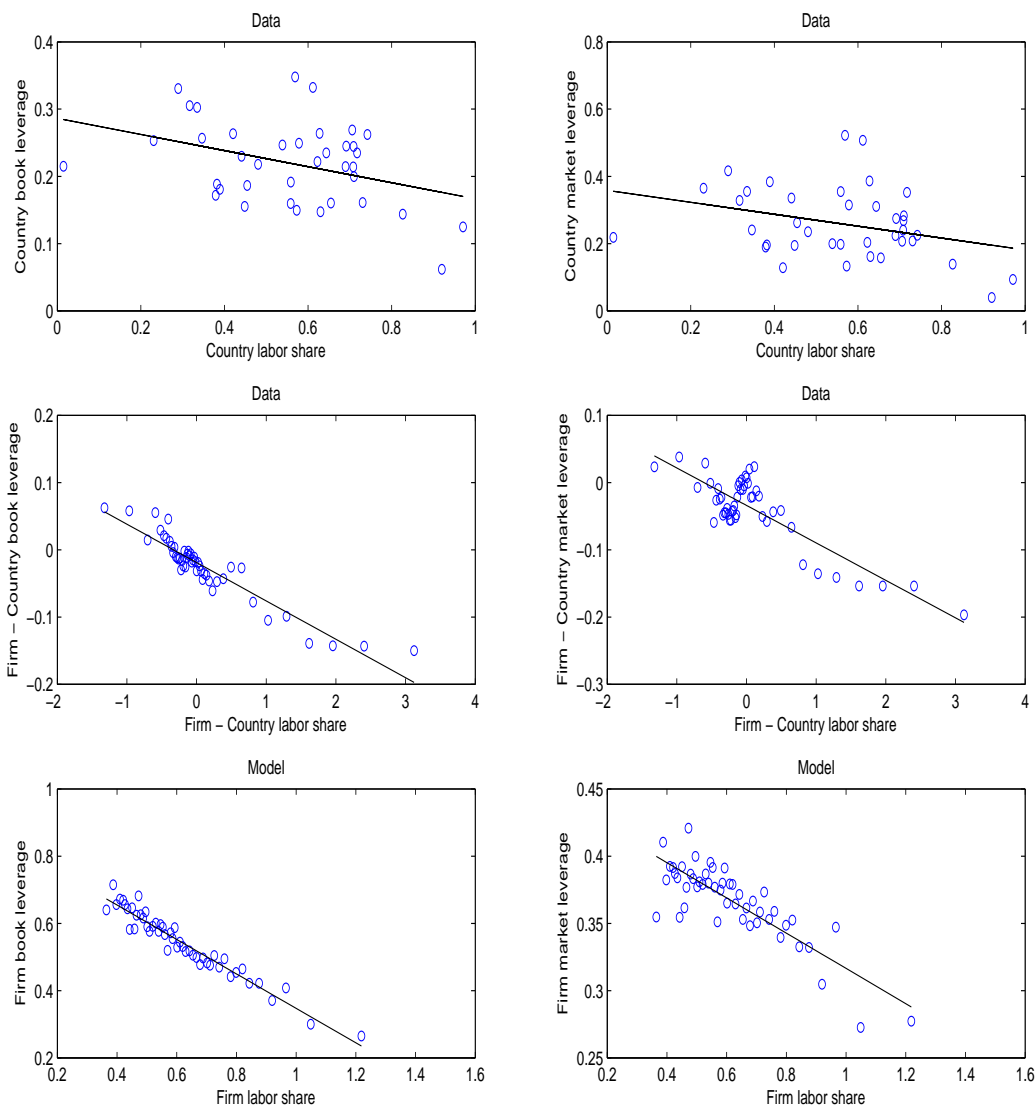 Data
Country book leverage
0.4
0.3
0.2
0.1
0
0 0.2 0.4 0.6 0.8 1
Country labor share
Data
Country market leverage
0.8
0.6
0.4
0.2
0
0 0.2 0.4 0.6 0.8 1
Country labor share
Data
Firm − Country book leverage
0.2
0.1
0
−0.1
−0.2
−2 −1 0 1 2 3 4
Firm − Country labor share
Data
Firm − Country market leverage
0.1
0
−0.1
−0.2
−0.3
−2 −1 0 1 2 3 4
Firm − Country labor share
Model
Firm book leverage
1
0.8
0.6
0.4
0.2
0.2 0.4 0.6 0.8 1 1.2 1.4 1.6
Firm labor share
Model
Firm market leverage
0.45
0.4
0.35
0.3
0.25
0.2 0.4 0.6 0.8 1 1.2 1.4 1.6
Firm labor share